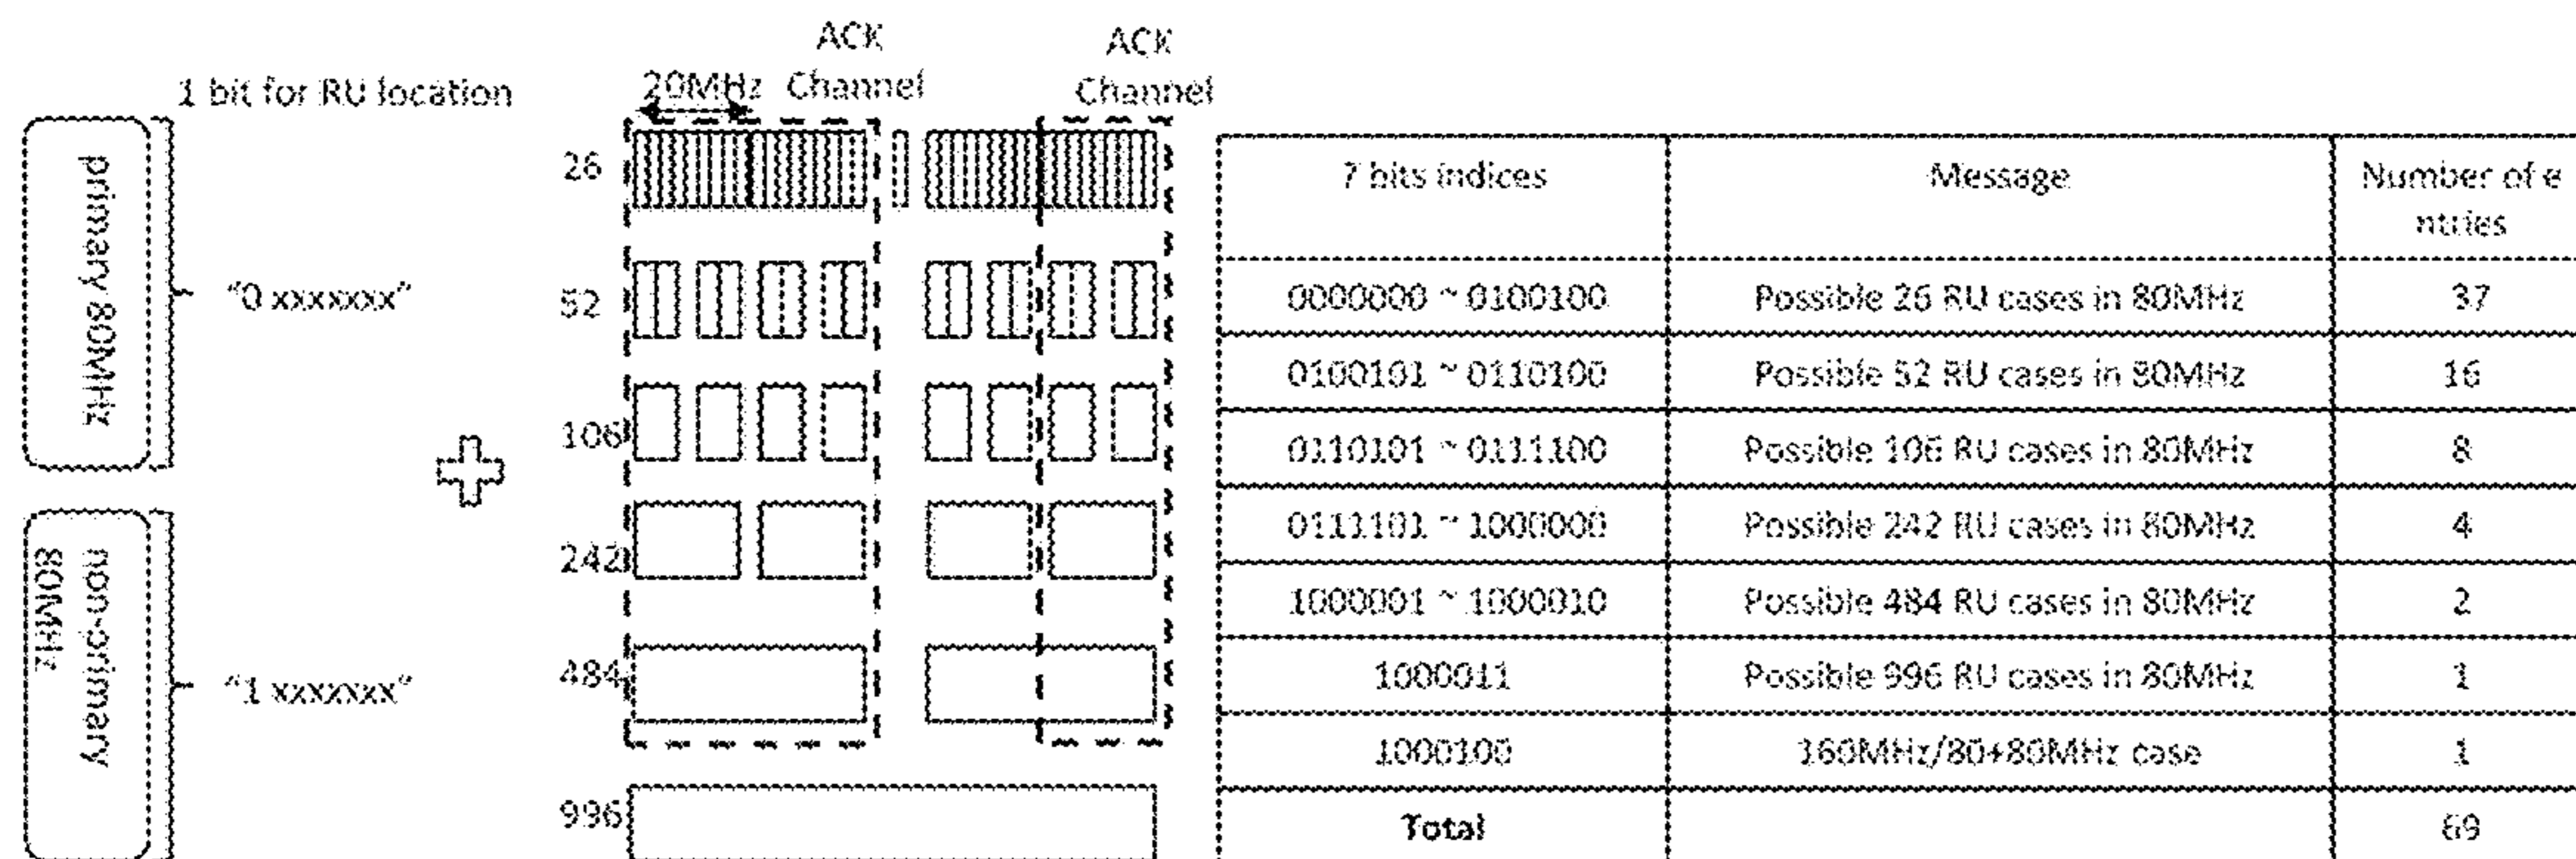 1 bit for RU location
primary 80MHz
"0 xxxxxxx"
non-primary
80MHz
"1 xxxxxxx"
20MHz
ACK
Channel
ACK
Channel
26
52
106
242
484
996
7 bits indices	Message	Number of e
ntries
0000000 ~ 0100100	Possible 26 RU cases in 80MHz	37
0100101 ~ 0110100	Possible 52 RU cases in 80MHz	16
0110101 ~ 0111100	Possible 106 RU cases in 80MHz	8
0111101 ~ 1000000	Possible 242 RU cases in 80MHz	4
1000001 ~ 1000010	Possible 484 RU cases in 80MHz	2
1000011	Possible 996 RU cases in 80MHz	1
1000100	160MHz/80+80MHz case	1
Total	69